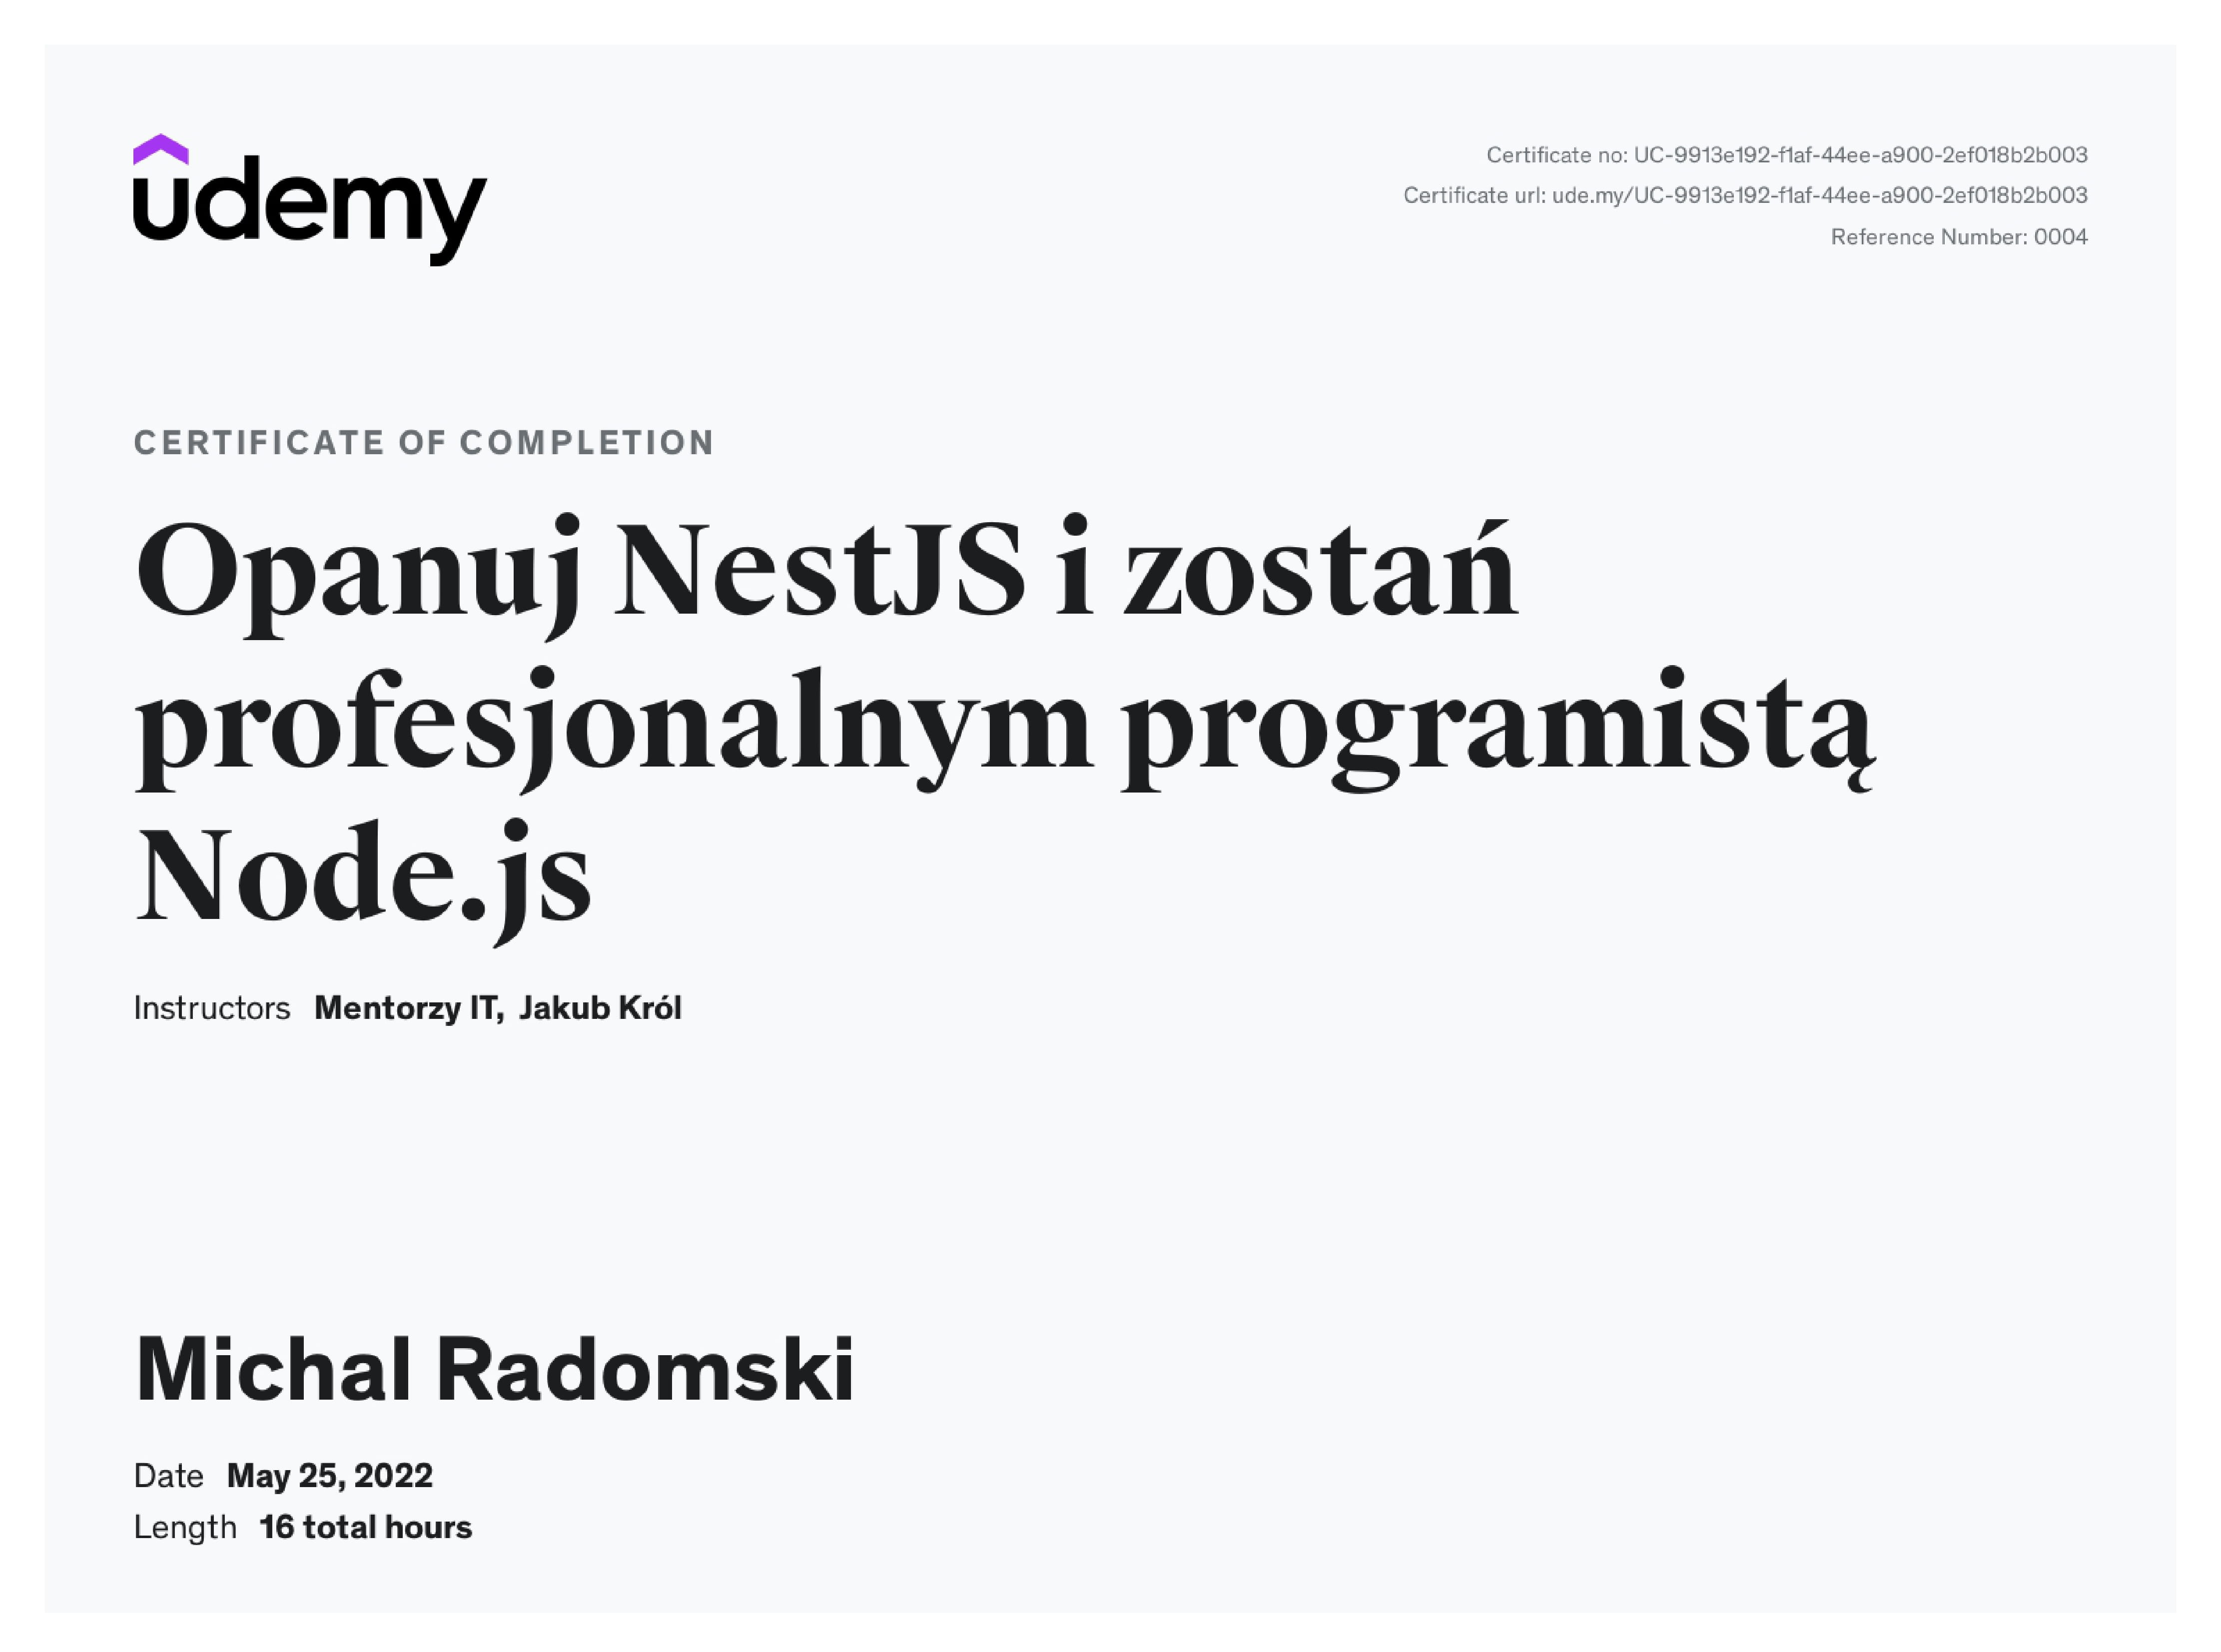 udemy
Certificate no: UC-9913e192-f1af-44ee-a900-2ef018b2b003
Certificate url: ude.my/UC-9913e192-f1af-44ee-a900-2ef018b2b003
Reference Number: 0004
CERTIFICATE OF COMPLETION
Opanuj NestJS i zostań
profesjonalnym programistą
Node.js
Instructors Mentorzy IT, Jakub Król
Michal Radomski
Date May 25, 2022
Length 16 total hours